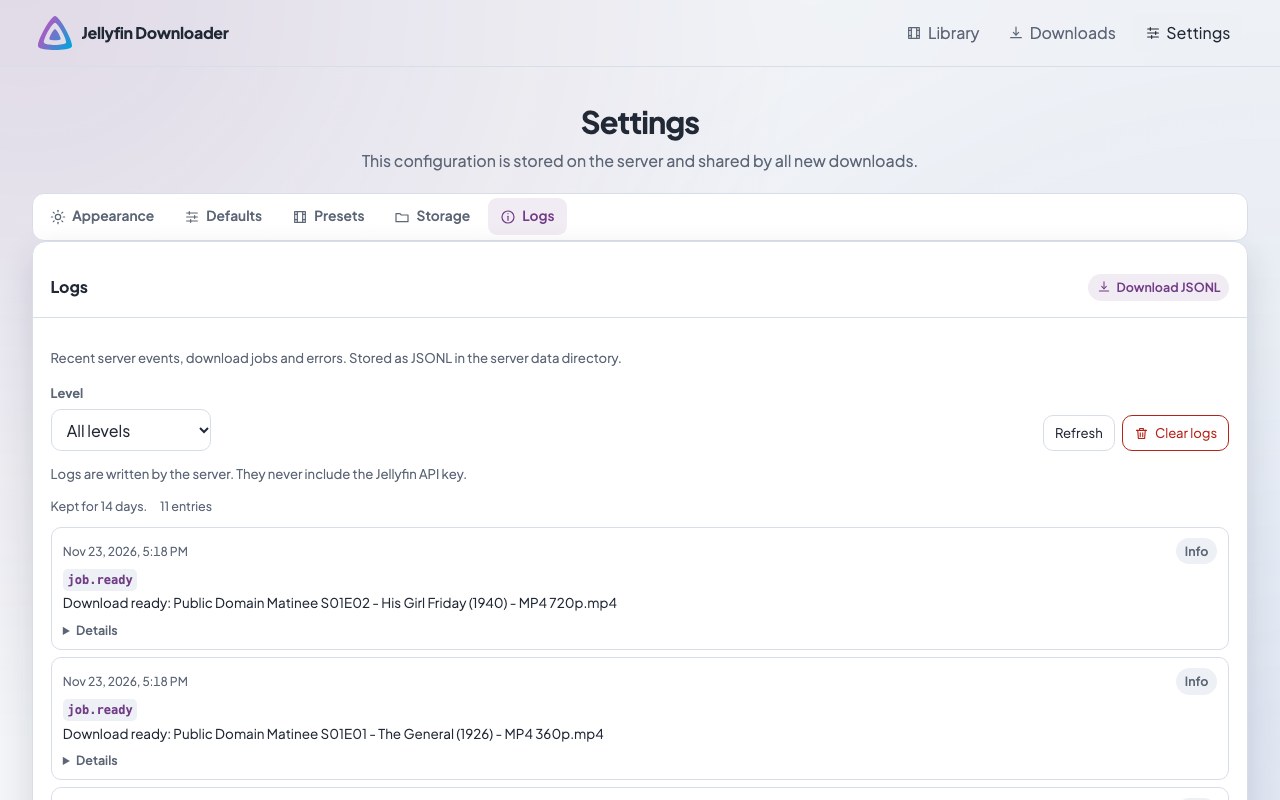 Jellyfin Downloader
Library
Downloads
Settings
Settings
This configuration is stored on the server and shared by all new downloads.
Appearance
Defaults
Presets
Storage
Logs
Logs
Download JSONL
Recent server events, download jobs and errors. Stored as JSONL in the server data directory.
Level
All levels
Refresh
Clear logs
Logs are written by the server. They never include the Jellyfin API key.
Kept for 14 days. 11 entries
Nov 23, 2026, 5:18 PM
Info
job.ready
Download ready: Public Domain Matinee S01E02 - His Girl Friday (1940) - MP4 720p.mp4
Details
Nov 23, 2026, 5:18 PM
Info
job.ready
Download ready: Public Domain Matinee S01E01 - The General (1926) - MP4 360p.mp4
Details